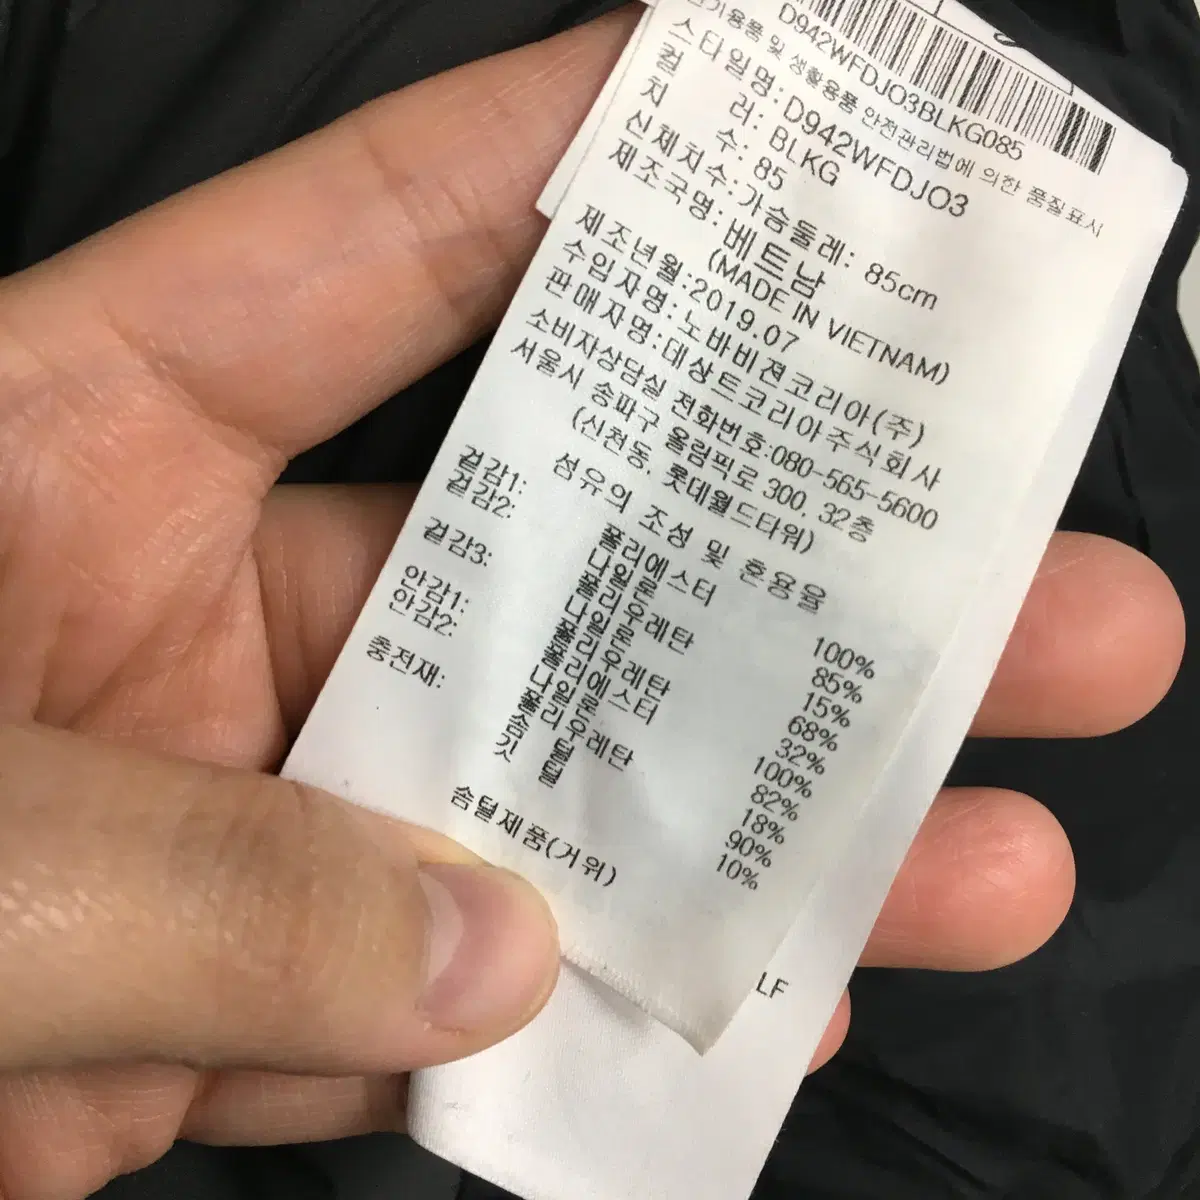 D942WFDJO3BLKG085
용품 및 생활용품 안전관리법에 의한 품질표시
스타일명: D942WFDJO3
컬 러: BLKG
치 수: 85
신체치수: 가슴둘레: 85cm
제조국명: 베트남
(MADE IN VIETNAM)
제조년월: 2019.07
수입자명: 노바비젼코리아(주)
판매자명: 데상트코리아주식회사
소비자상담실 전화번호: 080-565-5600
서울시 송파구 올림픽로 300, 32층
(신천동, 롯데월드타워)
섬유의 조성 및 혼용율
겉감1: 폴리에스터 100%
겉감2: 나일론 85%
폴리우레탄 15%
겉감3: 나일론 68%
폴리우레탄 32%
안감1: 폴리에스터 100%
안감2: 나일론 82%
폴리우레탄 18%
충전재: 솜털 90%
깃털 10%
솜털제품(거위)
LF